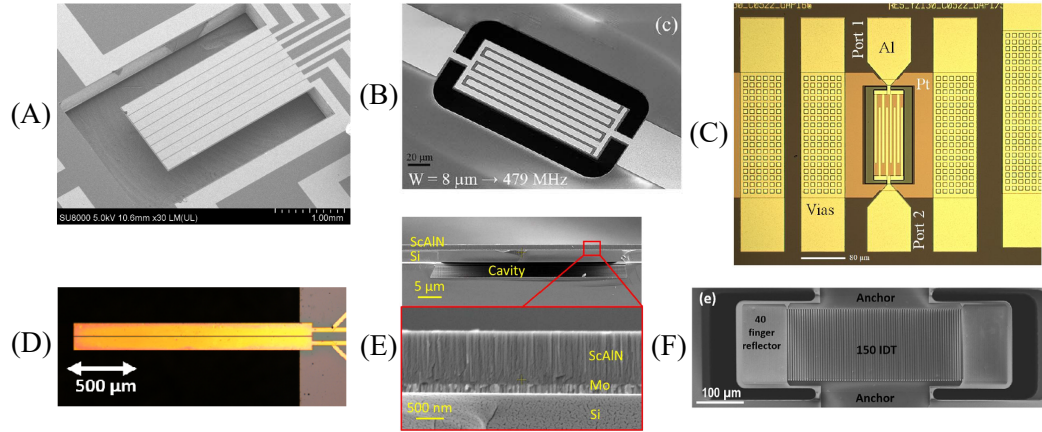 (A)
SU8000 5.0kV 10.6mm x30 LM(UL)
1.00mm
(B)
(c)
20 µm
W = 8 µm → 479 MHz
(C)
Port 1
Al
Pt
Vias
Port 2
80 µm
(D)
500 µm
(E)
ScAlN
Si
Cavity
5 µm
ScAlN
Mo
500 nm
Si
(F)
(e)
Anchor
40
finger
reflector
150 IDT
Anchor
100 µm